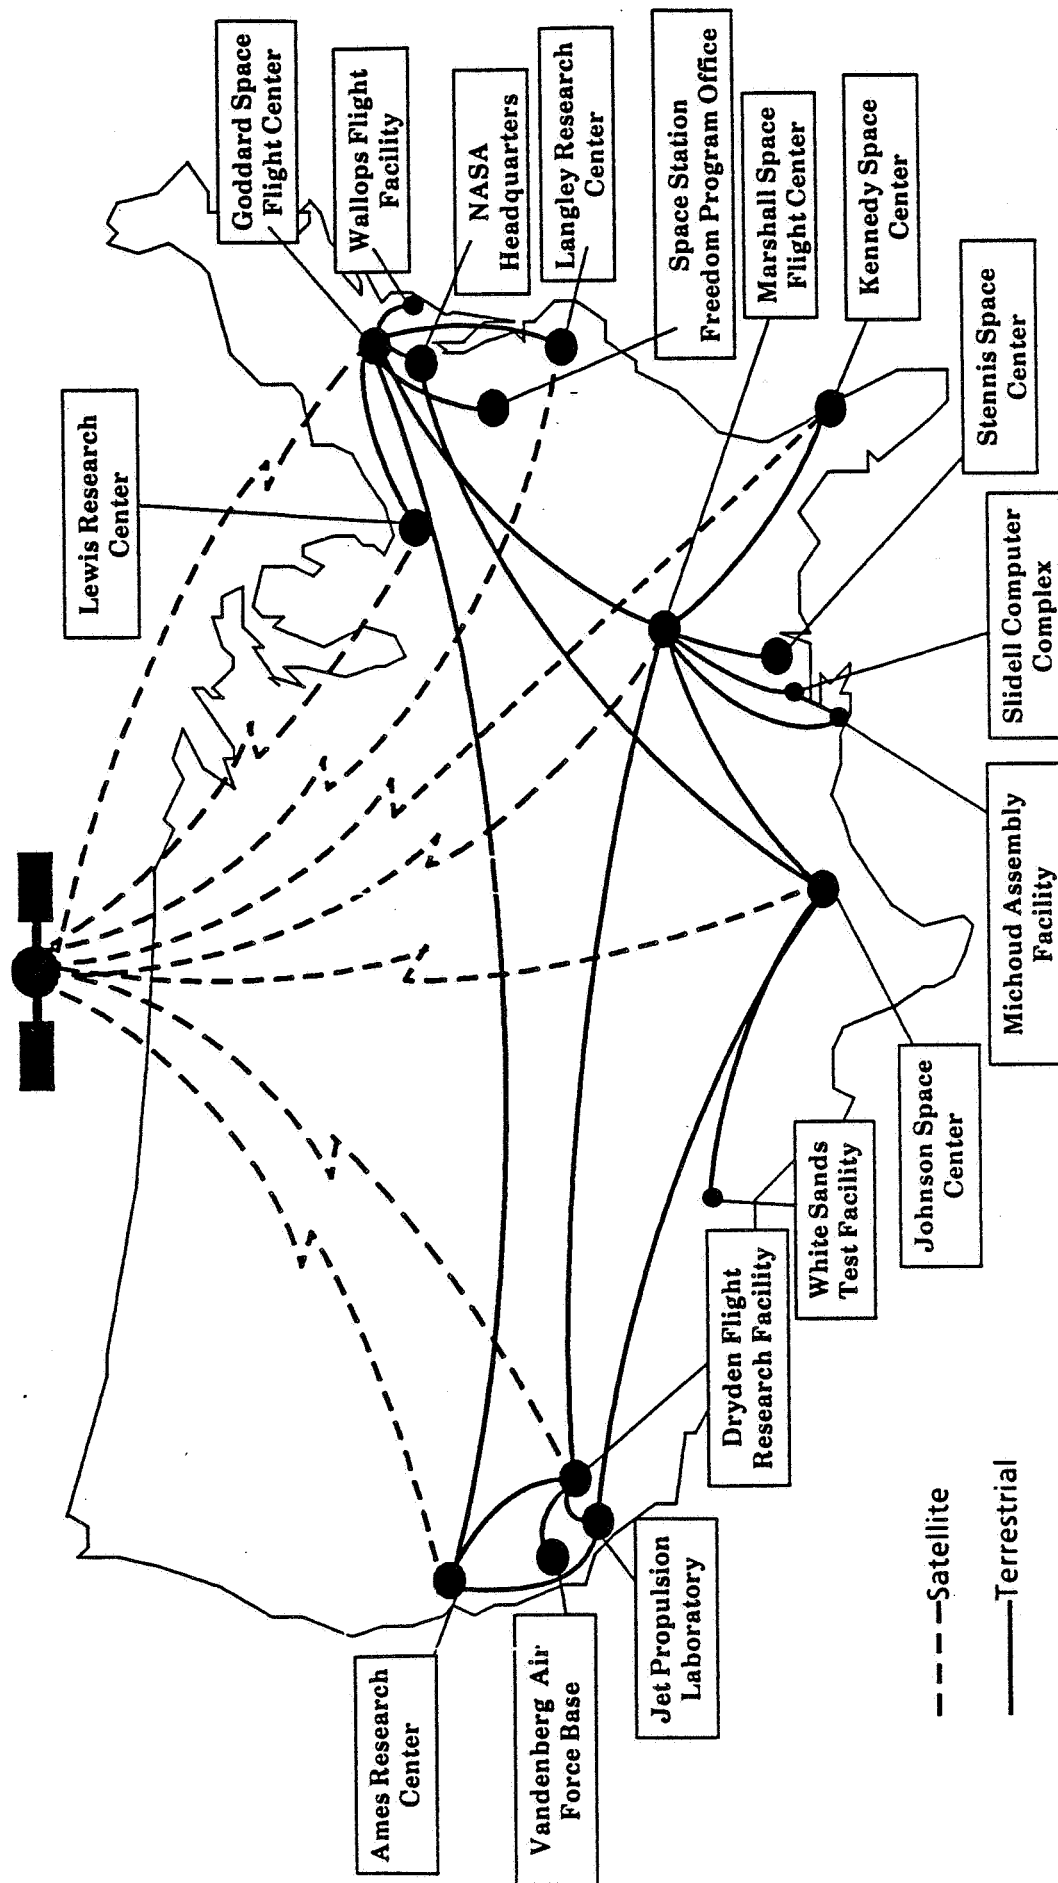 Goddard Space
Flight Center
Wallops Flight
Facility
NASA
Headquarters
Langley Research
Center
Space Station
Freedom Program Office
Marshall Space
Flight Center
Kennedy Space
Center
Stennis Space
Center
Lewis Research
Center
Slidell Computer
Complex
Michoud Assembly
Facility
Johnson Space
Center
White Sands
Test Facility
Dryden Flight
Research Facility
Jet Propulsion
Laboratory
Vandenberg Air
Force Base
Ames Research
Center
Satellite
Terrestrial